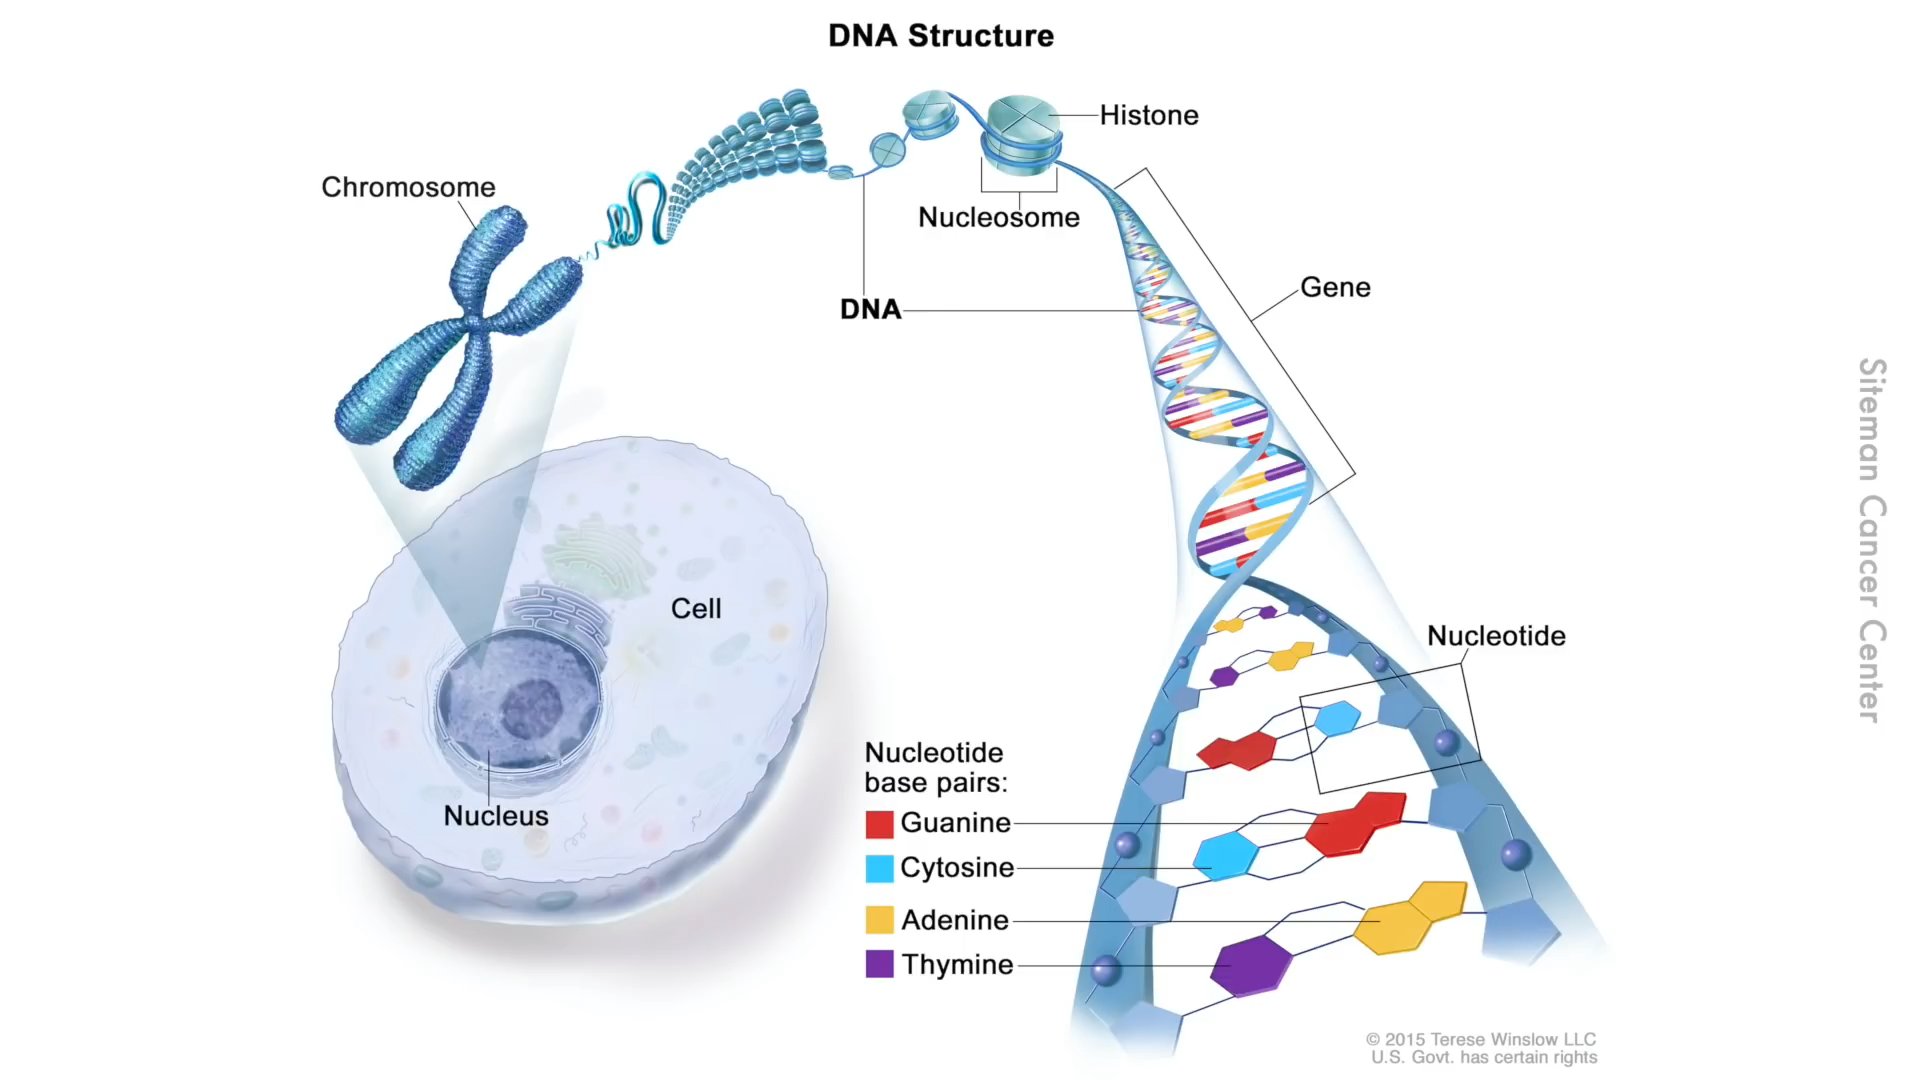 DNA Structure
Histone
Chromosome
Nucleosome
Gene
DNA
Cell
Nucleotide
Nucleus
Nucleotide
base pairs:
Guanine
Cytosine
Adenine
Thymine
Siteman Cancer Center
© 2015 Terese Winslow LLC
U.S. Govt. has certain rights